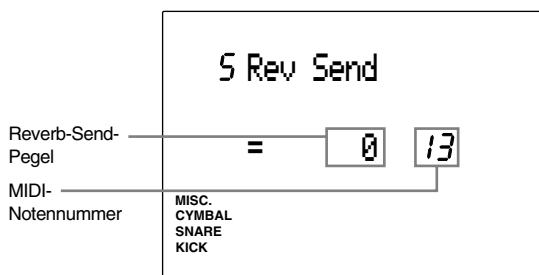 5 Rev Send
Reverb-Send-
Pegel
= 0 13
MIDI-
Notennummer
MISC.
CYMBAL
SNARE
KICK